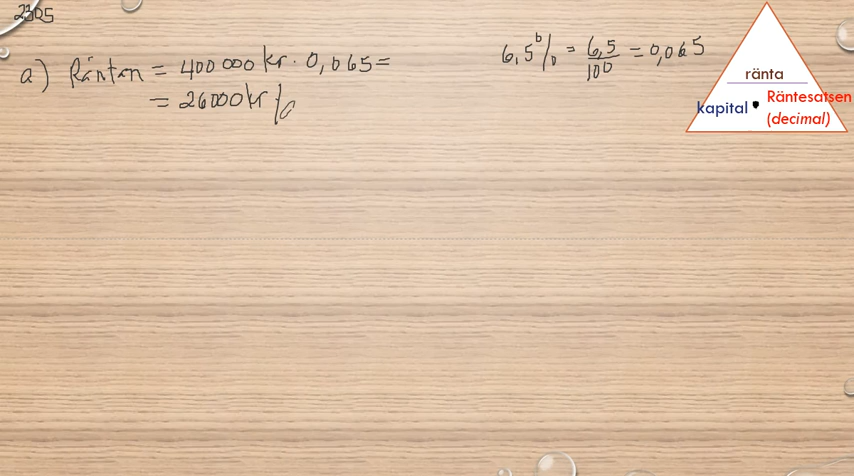 a) Räntan = 400 000 kr · 0,065 =
= 26000 kr/
6,5 % = 6,5/100 = 0,065
ränta
kapital • Räntesatsen
(decimal)